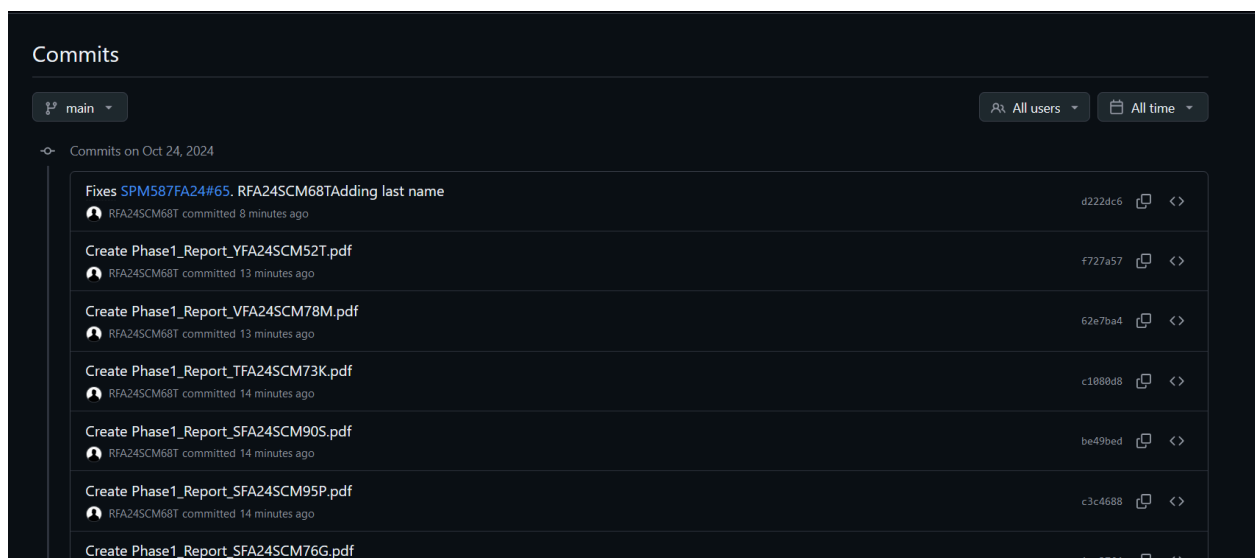 Commits
main
All users
All time
Commits on Oct 24, 2024
Fixes SPM587FA24#65. RFA24SCM68TAdding last name
RFA24SCM68T committed 8 minutes ago
d222dc6
Create Phase1_Report_YFA24SCM52T.pdf
RFA24SCM68T committed 13 minutes ago
f727a57
Create Phase1_Report_VFA24SCM78M.pdf
RFA24SCM68T committed 13 minutes ago
62e7ba4
Create Phase1_Report_TFA24SCM73K.pdf
RFA24SCM68T committed 14 minutes ago
c1080d8
Create Phase1_Report_SFA24SCM90S.pdf
RFA24SCM68T committed 14 minutes ago
be49bed
Create Phase1_Report_SFA24SCM95P.pdf
RFA24SCM68T committed 14 minutes ago
c3c4688
Create Phase1_Report_SFA24SCM76G.pdf